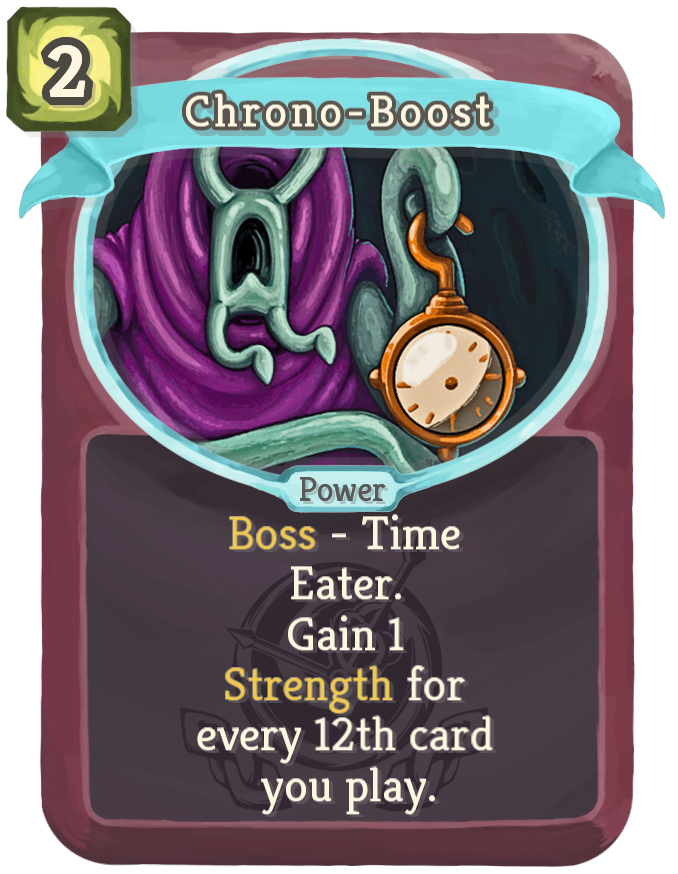 2
Chrono-Boost
Power
Boss - Time
Eater.
Gain 1
Strength for
every 12th card
you play.